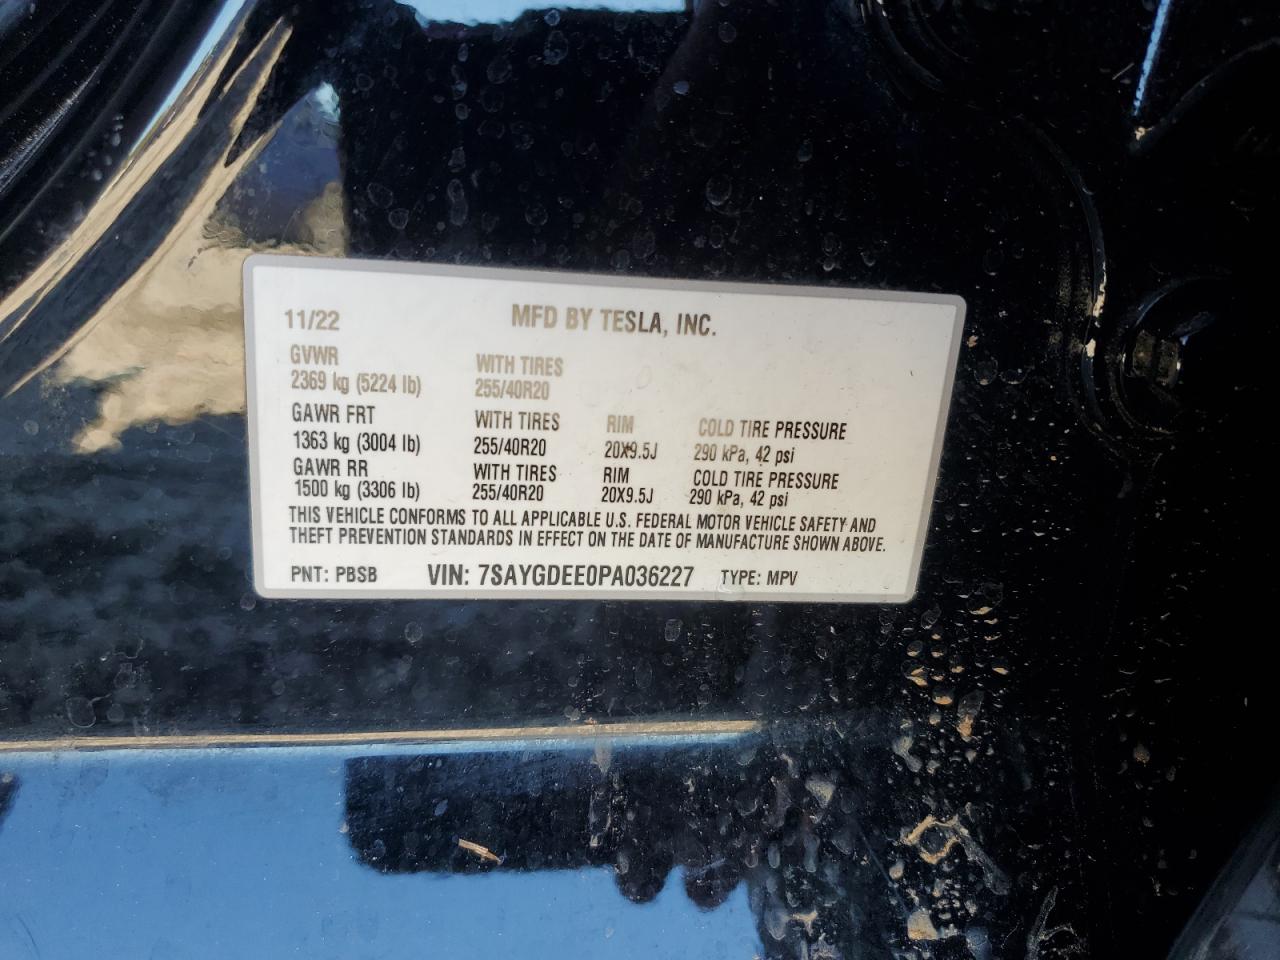 11/22 MFD BY TESLA, INC.
GVWR WITH TIRES
2369 kg (5224 lb) 255/40R20
GAWR FRT WITH TIRES RIM COLD TIRE PRESSURE
1363 kg (3004 lb) 255/40R20 20X9.5J 290 kPa, 42 psi
GAWR RR WITH TIRES RIM COLD TIRE PRESSURE
1500 kg (3306 lb) 255/40R20 20X9.5J 290 kPa, 42 psi
THIS VEHICLE CONFORMS TO ALL APPLICABLE U.S. FEDERAL MOTOR VEHICLE SAFETY AND
THEFT PREVENTION STANDARDS IN EFFECT ON THE DATE OF MANUFACTURE SHOWN ABOVE.
PNT: PBSB VIN: 7SAYGDEE0PA036227 TYPE: MPV